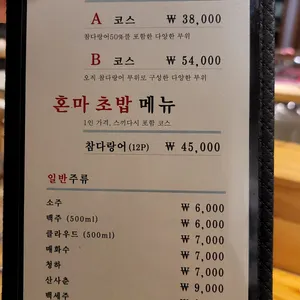 A 코스 ₩ 38,000
참다랑어50%를 포함한 다양한 부위
B 코스 ₩ 54,000
오직 참다랑어 부위로 구성한 다양한 부위
혼마 초밥 메뉴
1인 가격, 스끼다시 포함 코스
참다랑어 (12P) ₩ 45,000
일반주류
소주 ₩ 6,000
맥주 (500ml) ₩ 6,000
클라우드 (500ml) ₩ 7,000
매화수 ₩ 7,000
청하 ₩ 7,000
산사춘 ₩ 9,000
백세주